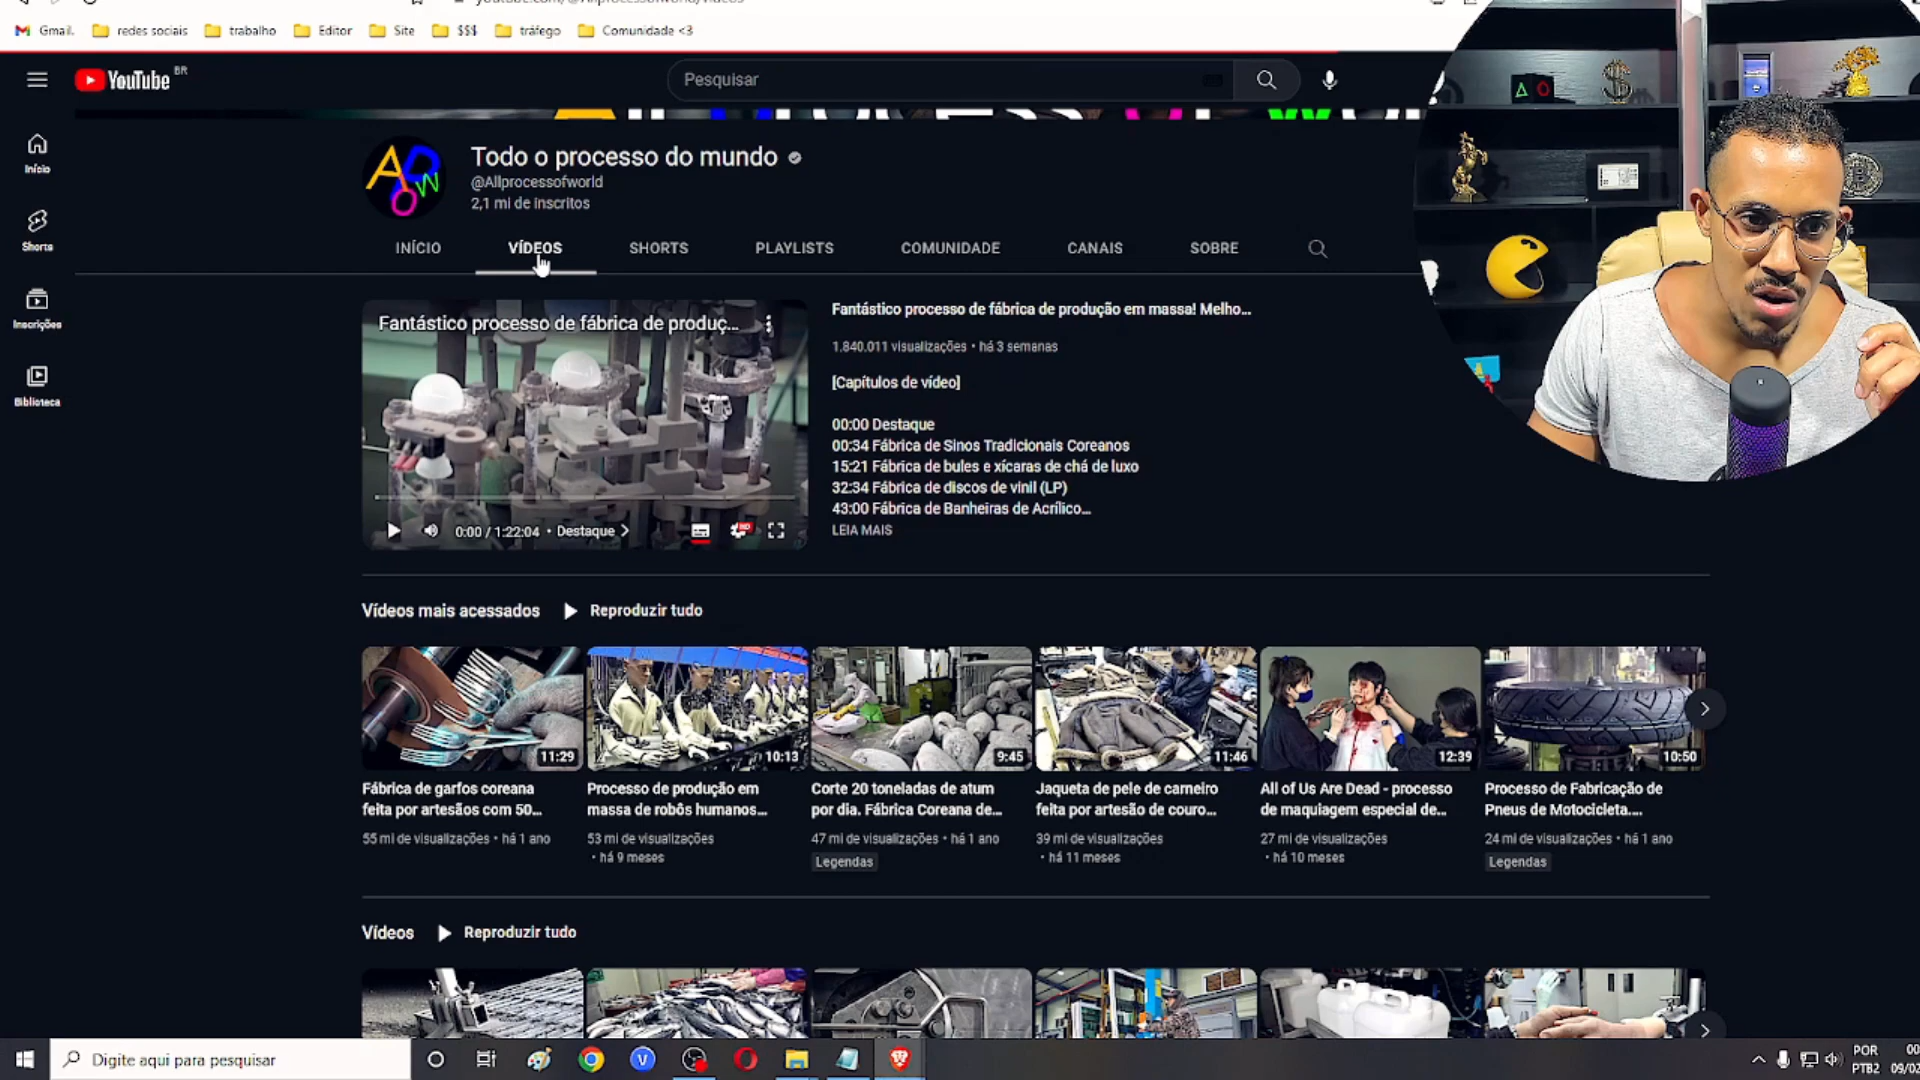 Gmail.
redes sociais
trabalho
Editor
Site
$$$
tráfego
Comunidade <3
YouTube BR
Pesquisar
Início
Shorts
Inscrições
Biblioteca
Todo o processo do mundo
@Allprocessofworld
2,1 mi de inscritos
INÍCIO
VÍDEOS
SHORTS
PLAYLISTS
COMUNIDADE
CANAIS
SOBRE
Fantástico processo de fábrica de produç...
0:00 / 1:22:04 • Destaque
Fantástico processo de fábrica de produção em massa! Melho...
1.840.011 visualizações • há 3 semanas
[Capítulos de vídeo]
00:00 Destaque
00:34 Fábrica de Sinos Tradicionais Coreanos
15:21 Fábrica de bules e xícaras de chá de luxo
32:34 Fábrica de discos de vinil (LP)
43:00 Fábrica de Banheiras de Acrílico...
LEIA MAIS
Vídeos mais acessados
Reproduzir tudo
11:29
10:13
9:45
11:46
12:39
10:50
Fábrica de garfos coreana
feita por artesãos com 50...
55 mi de visualizações • há 1 ano
Processo de produção em
massa de robôs humanos...
53 mi de visualizações
• há 9 meses
Corte 20 toneladas de atum
por dia. Fábrica Coreana de...
47 mi de visualizações • há 1 ano
Legendas
Jaqueta de pele de carneiro
feita por artesão de couro...
39 mi de visualizações
• há 11 meses
All of Us Are Dead - processo
de maquiagem especial de...
27 mi de visualizações
• há 10 meses
Processo de Fabricação de
Pneus de Motocicleta....
24 mi de visualizações • há 1 ano
Legendas
Vídeos
Reproduzir tudo
Digite aqui para pesquisar
POR
PTB2